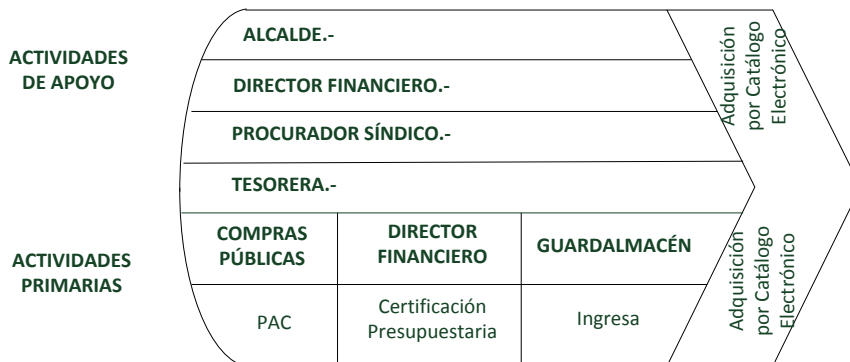 ACTIVIDADES
DE APOYO
ALCALDE.-
DIRECTOR FINANCIERO.-
PROCURADOR SÍNDICO.-
TESORERA.-
Adquisición
por Catálogo
Electrónico
ACTIVIDADES
PRIMARIAS
COMPRAS
PÚBLICAS
DIRECTOR
FINANCIERO
GUARDALMACÉN
PAC
Certificación
Presupuestaria
Ingresa
Adquisición
por Catálogo
Electrónico